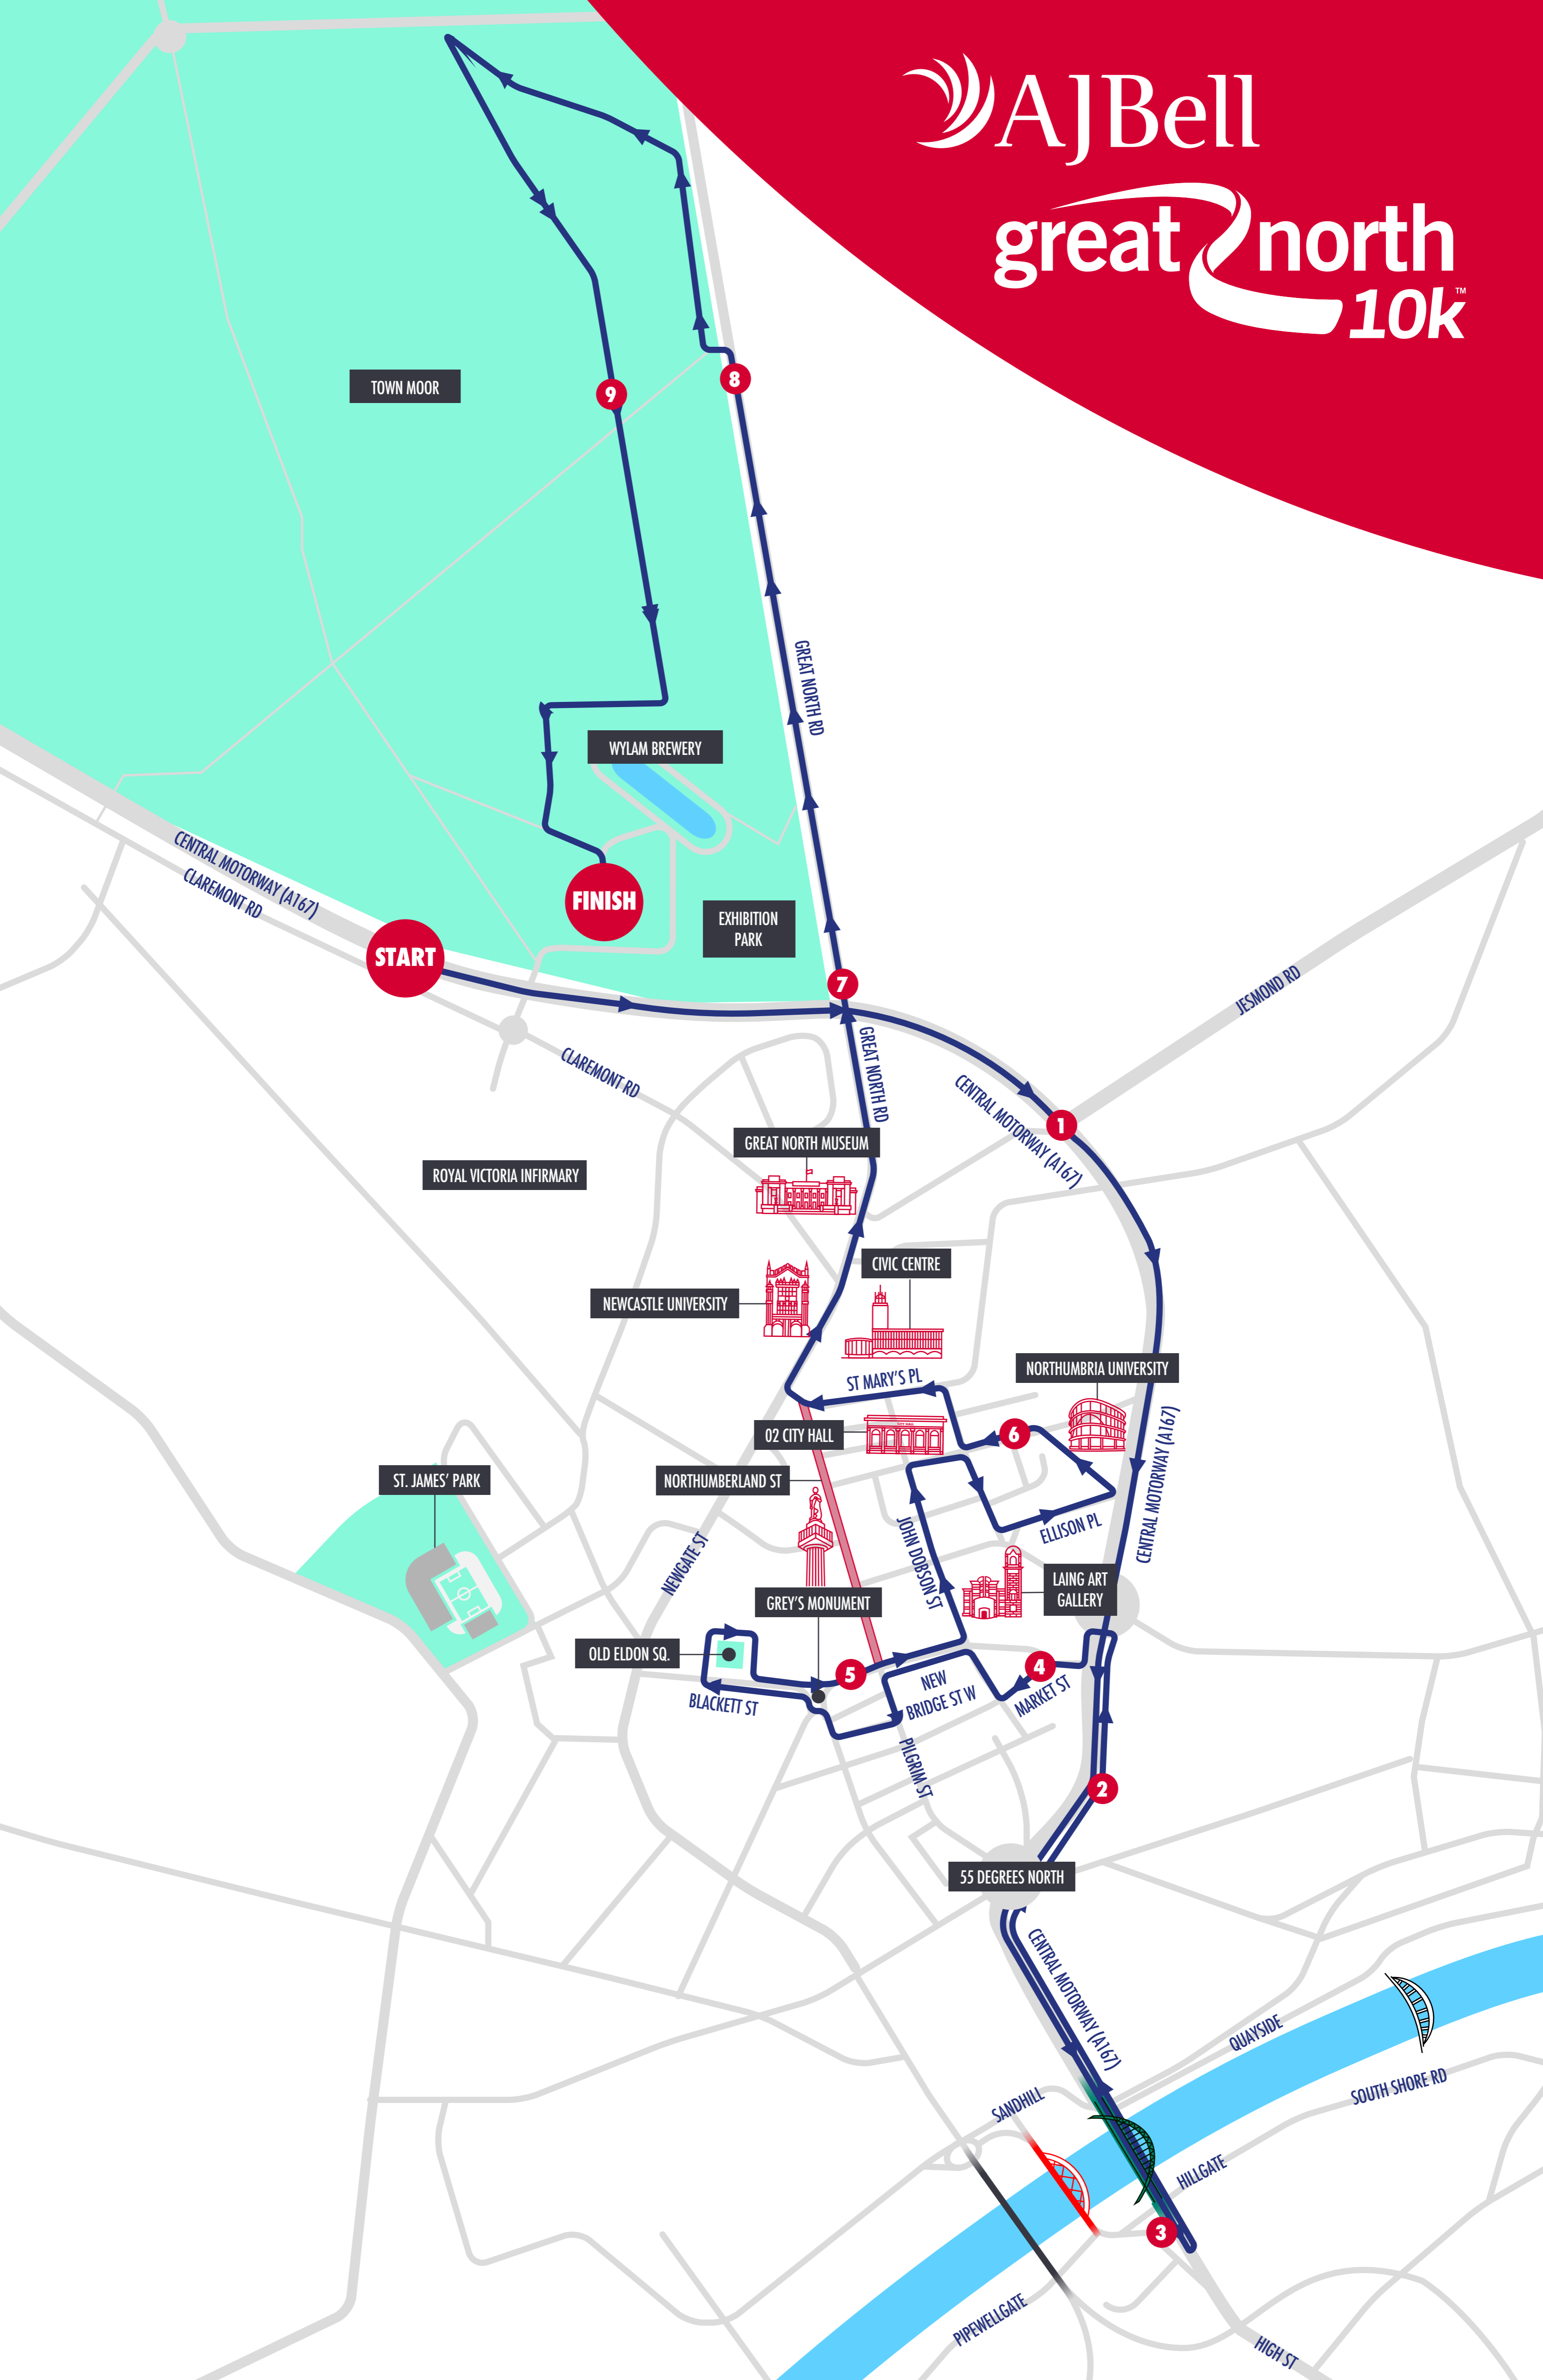 AJBell
great north
10k™
8
9
TOWN MOOR
GREAT NORTH RD
WYLAM BREWERY
CENTRAL MOTORWAY (A167)
CLAREMONT RD
FINISH
EXHIBITION
PARK
START
7
JESMOND RD
GREAT NORTH RD
CLAREMONT RD
CENTRAL MOTORWAY (A167)
1
GREAT NORTH MUSEUM
ROYAL VICTORIA INFIRMARY
CIVIC CENTRE
NEWCASTLE UNIVERSITY
NORTHUMBRIA UNIVERSITY
ST MARY'S PL
CITY HALL
02 CITY HALL
6
CENTRAL MOTORWAY (A167)
ST. JAMES' PARK
NORTHUMBERLAND ST
JOHN DOBSON ST
ELLISON PL
NEWGATE ST
LAING ART
GALLERY
GREY'S MONUMENT
OLD ELDON SQ.
5
4
NEW
BRIDGE ST W
MARKET ST
BLACKETT ST
PILGRIM ST
2
55 DEGREES NORTH
CENTRAL MOTORWAY (A167)
QUAYSIDE
SOUTH SHORE RD
SANDHILL
HILLGATE
3
PIPEWELLGATE
HIGH ST